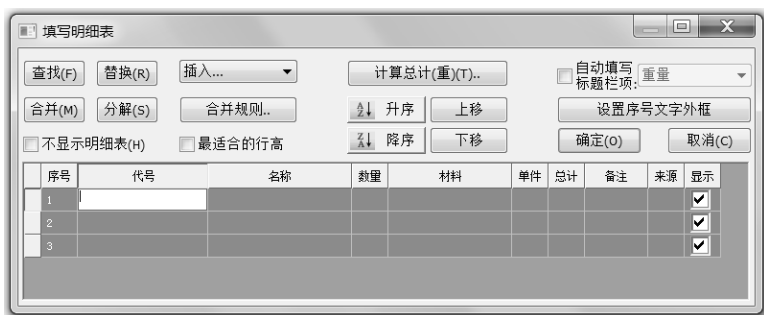 填写明细表
查找(F) 替换(R) 插入... 计算总计(重)(T).. 自动填写标题栏项: 重量
合并(M) 分解(S) 合并规则.. 升序 上移 设置序号文字外框
不显示明细表(H) 最适合的行高 降序 下移 确定(O) 取消(C)
序号 代号 名称 数量 材料 单件 总计 备注 来源 显示
1
2
3